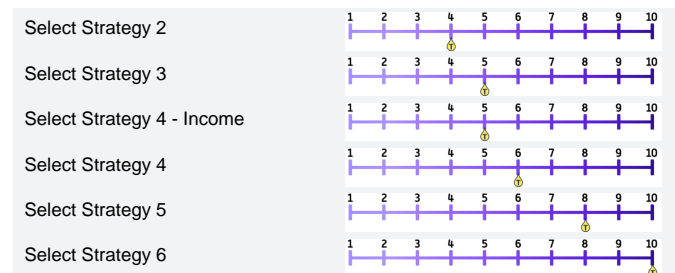 Select Strategy 2
1 2 3 4 5 6 7 8 9 10
T
Select Strategy 3
1 2 3 4 5 6 7 8 9 10
T
Select Strategy 4 - Income
1 2 3 4 5 6 7 8 9 10
T
Select Strategy 4
1 2 3 4 5 6 7 8 9 10
T
Select Strategy 5
1 2 3 4 5 6 7 8 9 10
T
Select Strategy 6
1 2 3 4 5 6 7 8 9 10
T